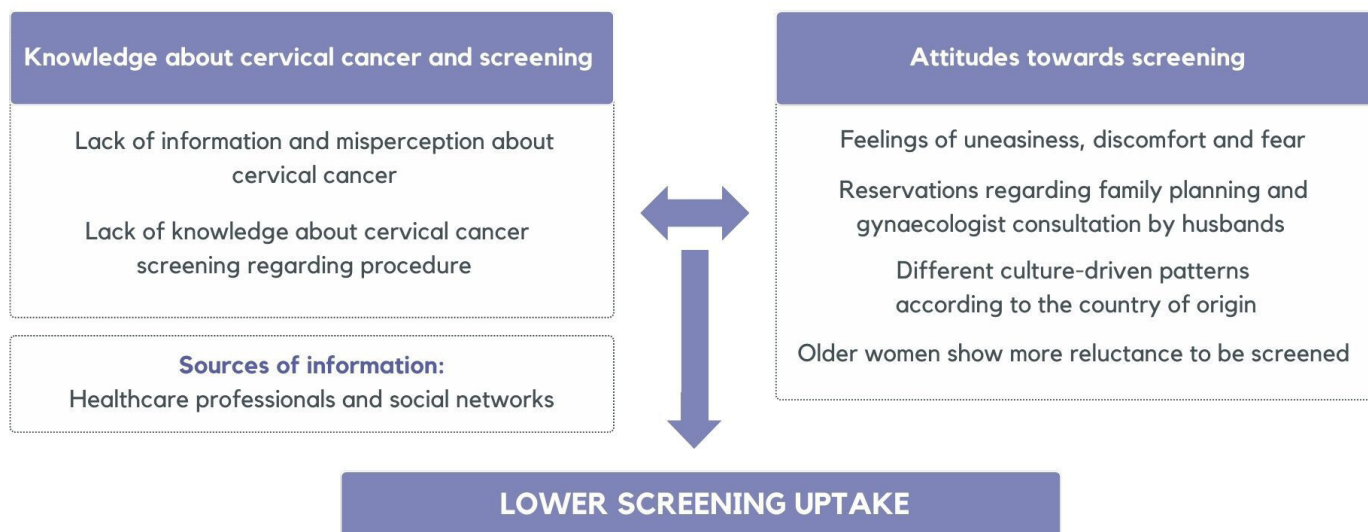 Knowledge about cervical cancer and screening
Lack of information and misperception about
cervical cancer
Lack of knowledge about cervical cancer
screening regarding procedure
Sources of information:
Healthcare professionals and social networks
Attitudes towards screening
Feelings of uneasiness, discomfort and fear
Reservations regarding family planning and
gynaecologist consultation by husbands
Different culture-driven patterns
according to the country of origin
Older women show more reluctance to be screened
LOWER SCREENING UPTAKE